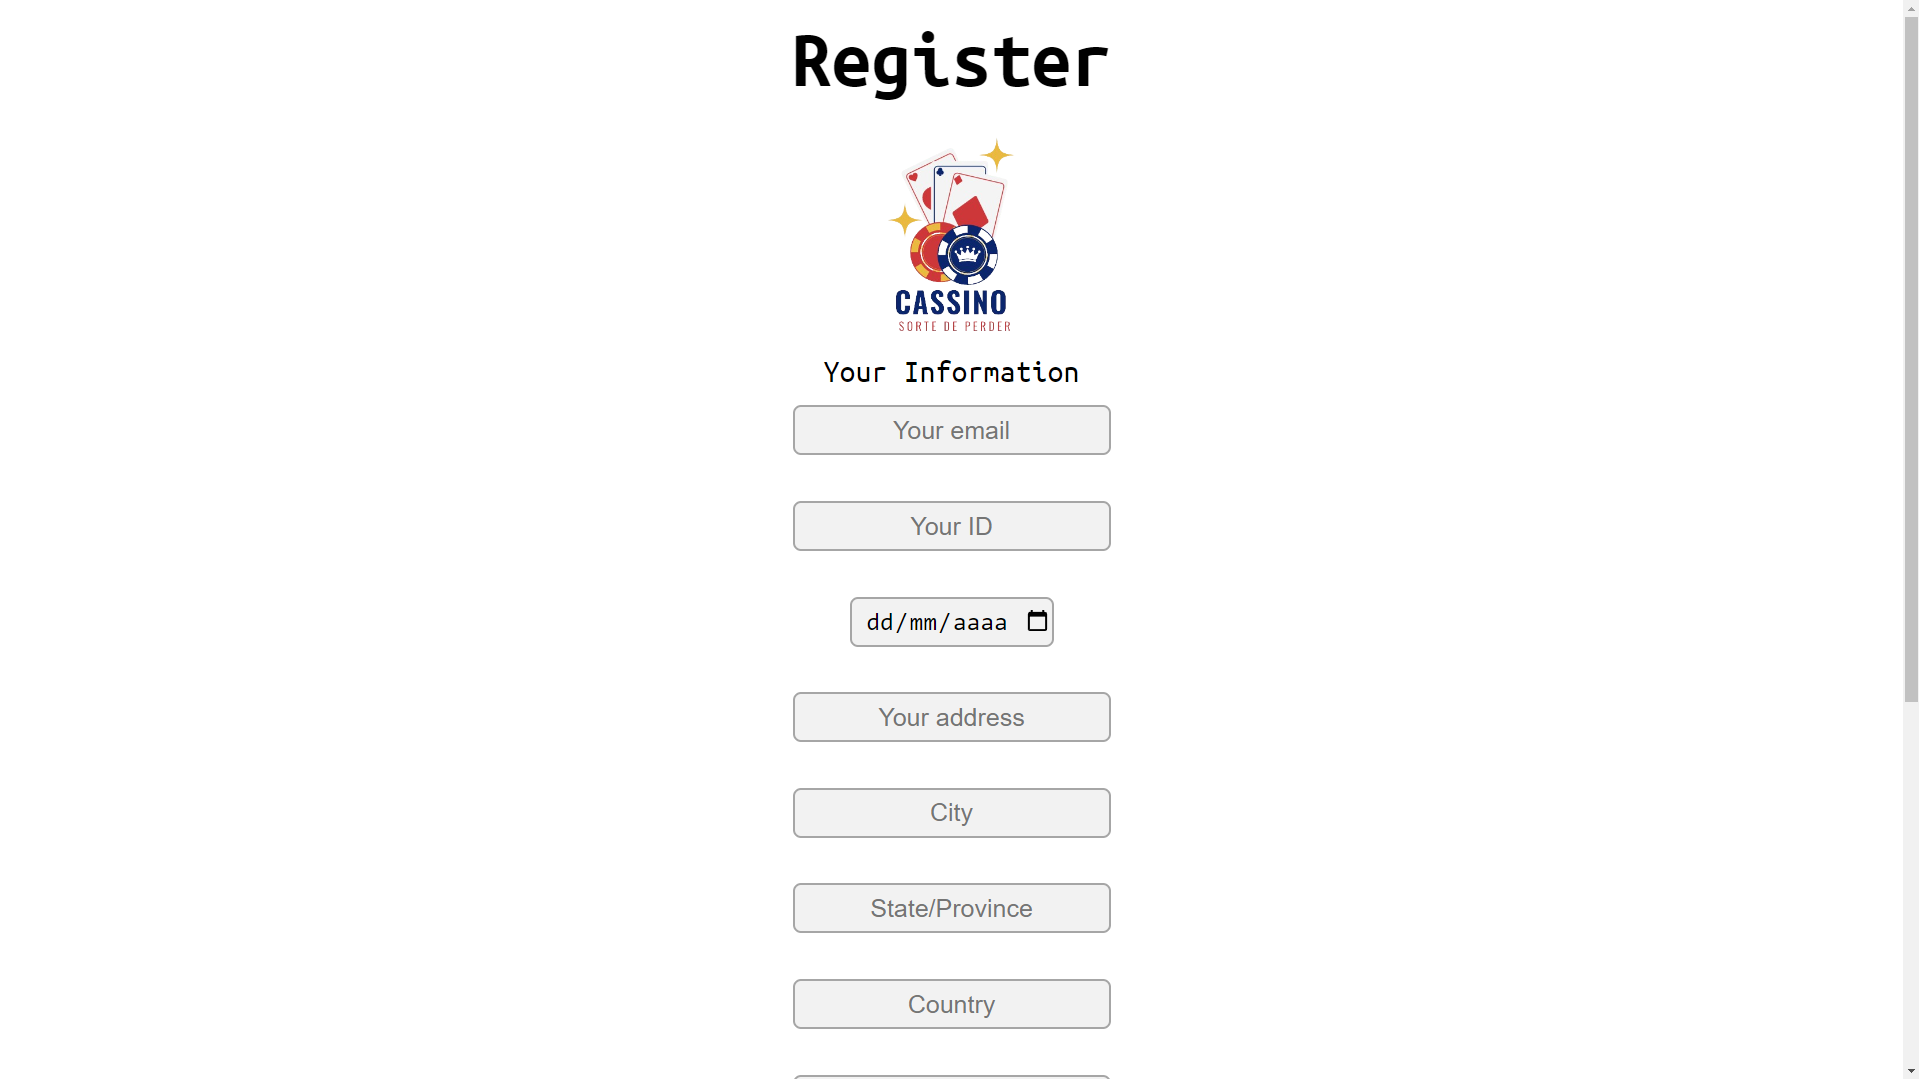 Register
CASSINO
SORTE DE PERDER
Your Information
Your email
Your ID
dd/mm/aaaa
Your address
City
State/Province
Country